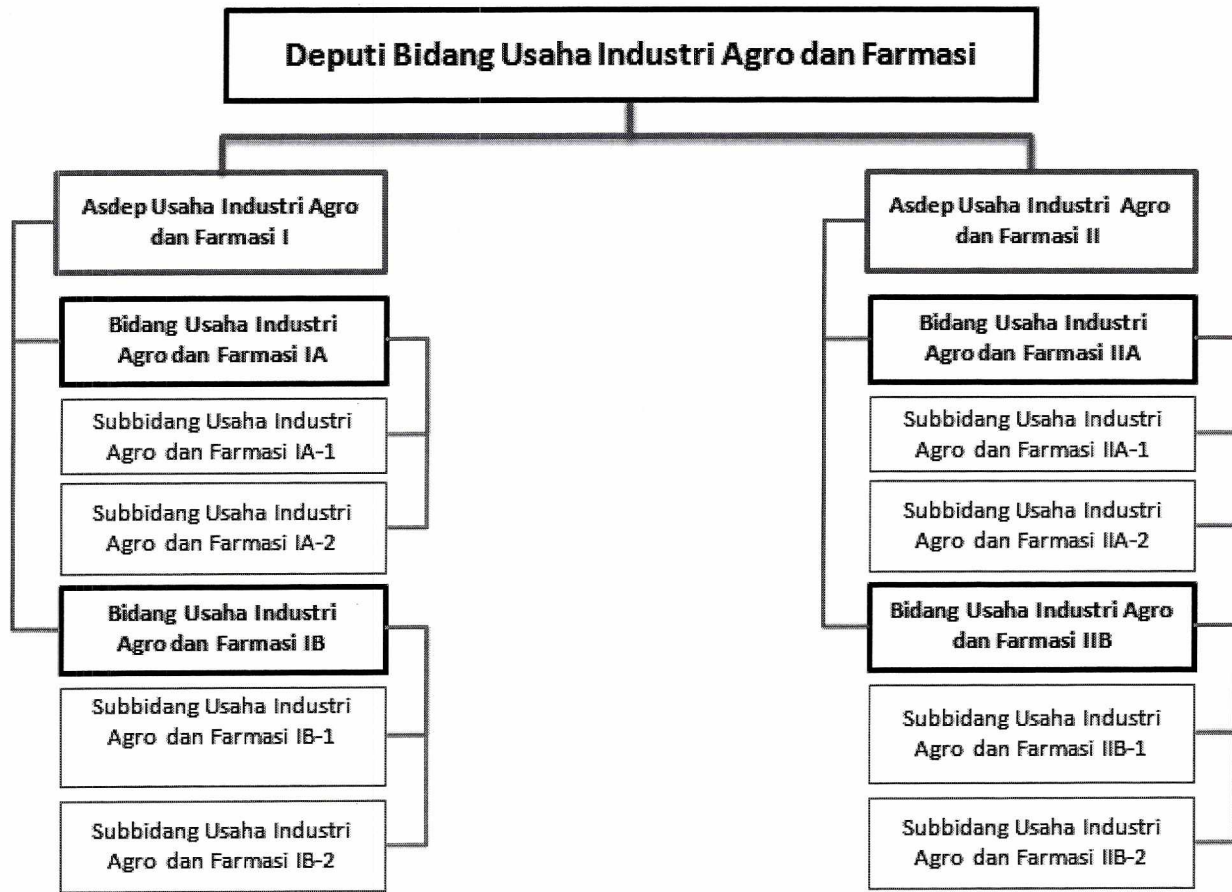 Deputi Bidang Usaha Industri Agro dan Farmasi
Asdep Usaha Industri Agro
dan Farmasi I
Bidang Usaha Industri
Agro dan Farmasi IA
Subbidang Usaha Industri
Agro dan Farmasi IA-1
Subbidang Usaha Industri
Agro dan Farmasi IA-2
Bidang Usaha Industri
Agro dan Farmasi IB
Subbidang Usaha Industri
Agro dan Farmasi IB-1
Subbidang Usaha Industri
Agro dan Farmasi IB-2
Asdep Usaha Industri Agro
dan Farmasi II
Bidang Usaha Industri
Agro dan Farmasi IIA
Subbidang Usaha Industri
Agro dan Farmasi IIA-1
Subbidang Usaha Industri
Agro dan Farmasi IIA-2
Bidang Usaha Industri Agro
dan Farmasi IIB
Subbidang Usaha Industri
Agro dan Farmasi IIB-1
Subbidang Usaha Industri
Agro dan Farmasi IIB-2